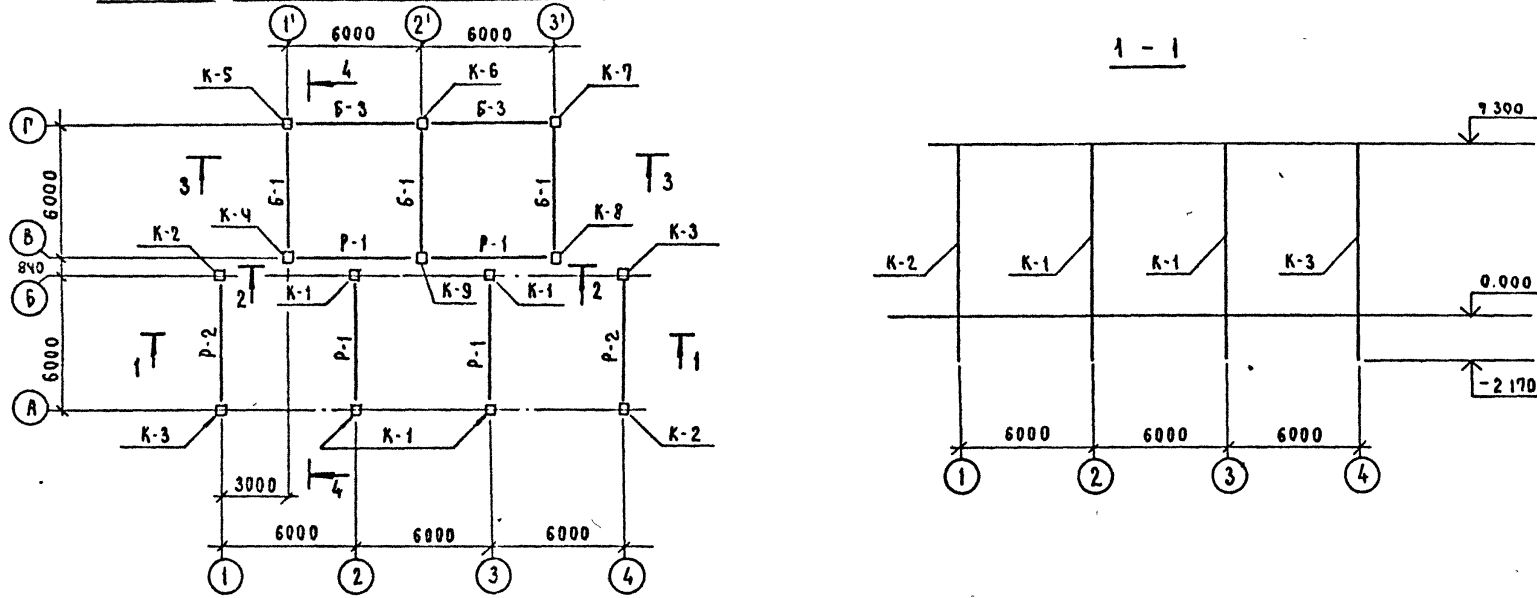 1' 2' 3'
6000 6000
1 - 1
К-5 4 К-6 К-7
Б-3 Б-3
Г
9 300
3 3
6000
Б-1 Б-1 Б-1
К-4 К-8
В К-2 Р-1 Р-1 К-3
840
К-2 К-1 К-1 К-3
2 К-1 К-9 К-1 2
Б
0.000
6000
Р-2 Р-1 Р-1 Р-2
1 1
-2 170
А
К-3 К-1 К-2
6000 6000 6000
3000 4
1 2 3 4
6000 6000 6000
1 2 3 4